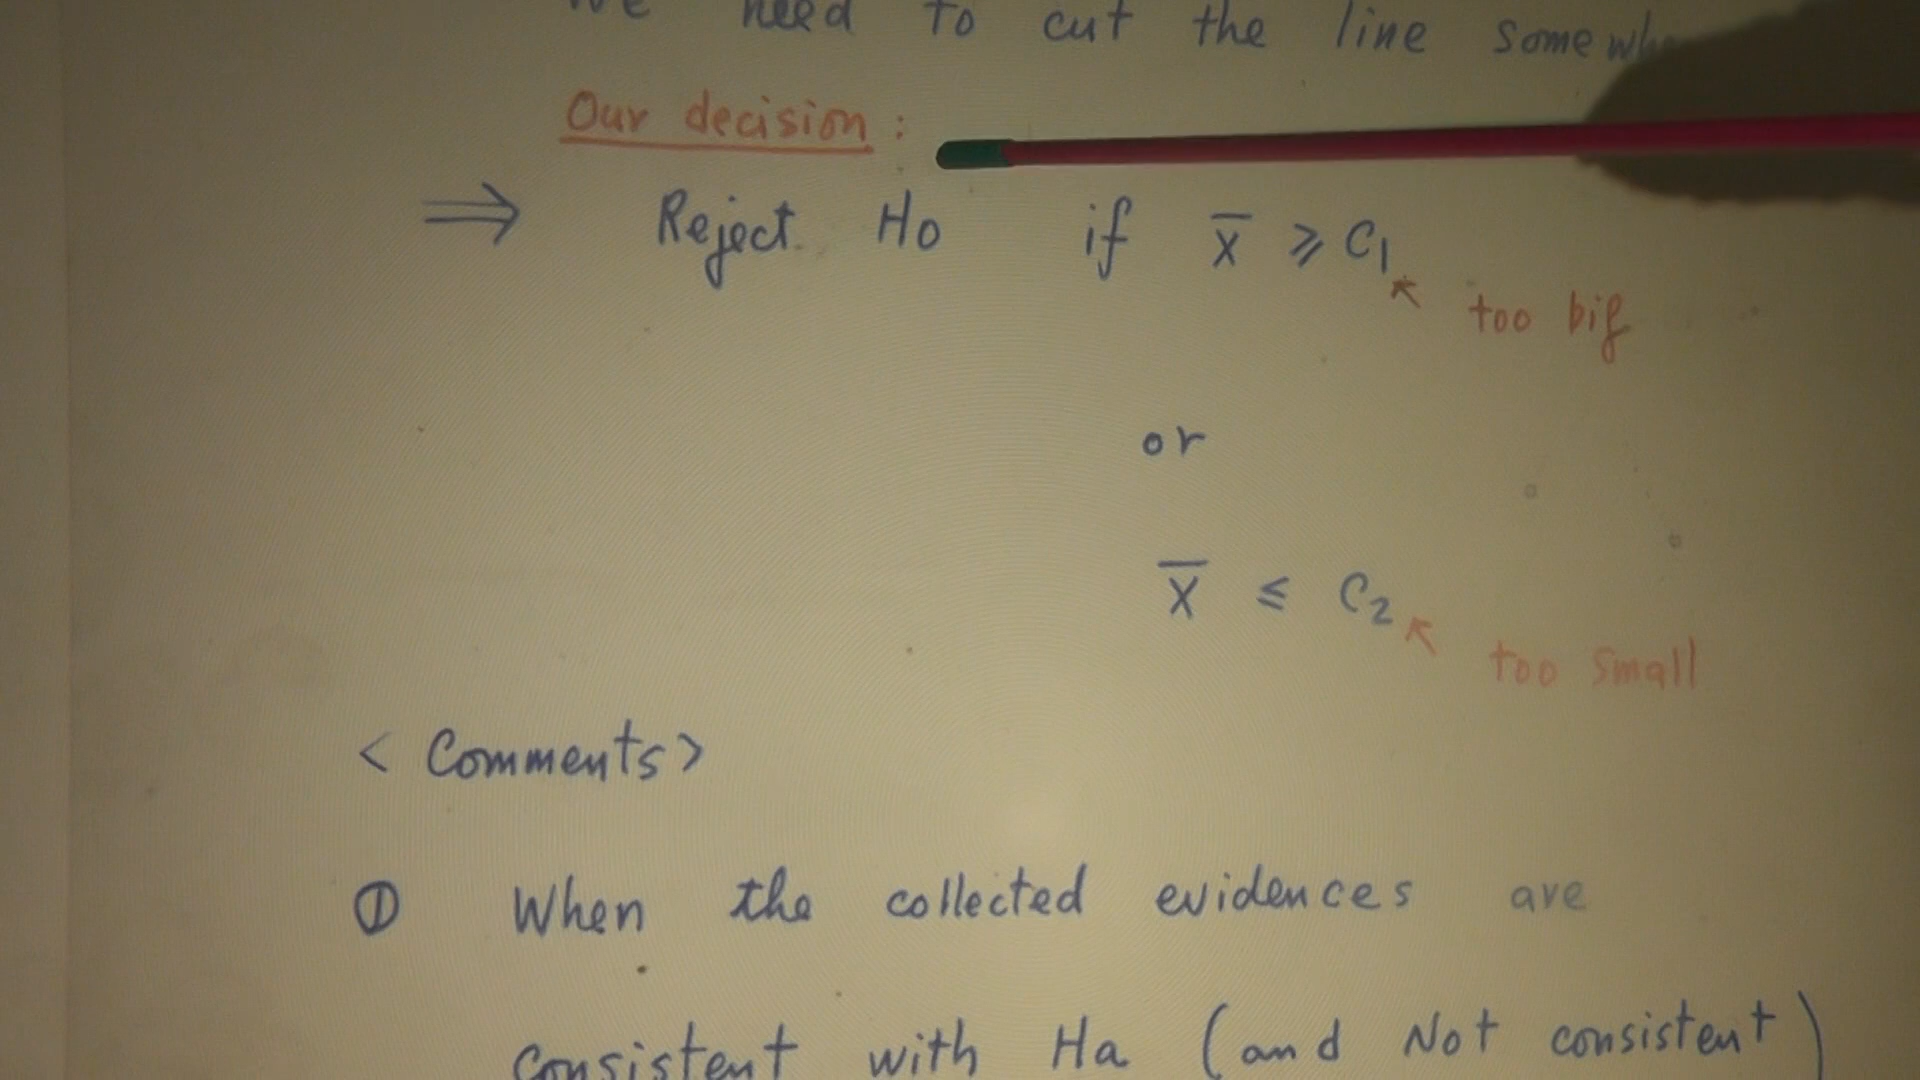 We need to cut the line
Our decision :
⇒ Reject Ho if x̄ ≥ C1
too big
or
x̄ ≤ C2
too small
< Comments >
① When the collected evidences are
consistent with Ha (and Not consistent)